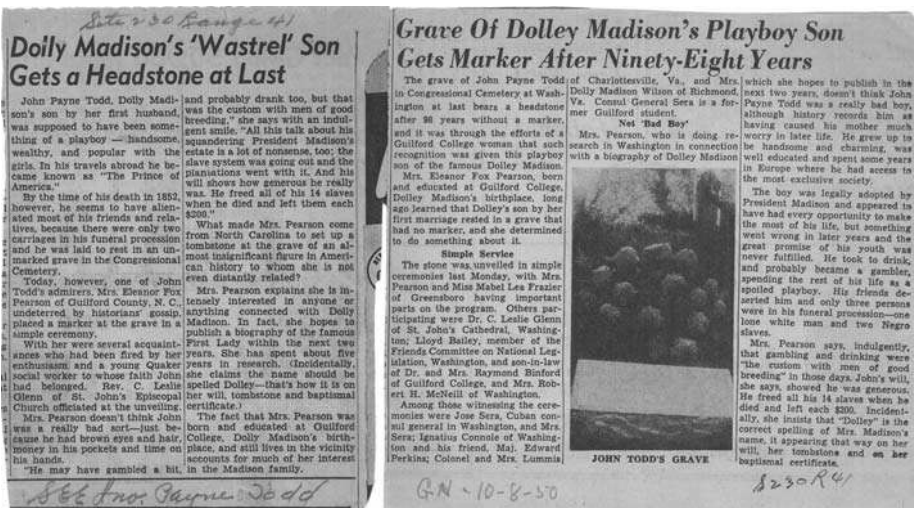 Site 230 Range 41
Dolly Madison's 'Wastrel' Son
Gets a Headstone at Last
John Payne Todd, Dolly Madi-
son's son by her first husband,
was supposed to have been some-
thing of a playboy — handsome,
wealthy, and popular with the
girls. In his travels abroad he be-
came known as "The Prince of
America."
By the time of his death in 1852,
however, he seems to have alien-
ated most of his friends and rela-
tives, because there were only two
carriages in his funeral procession
and he was laid to rest in an un-
marked grave in the Congressional
Cemetery.
Today, however, one of John
Todd's admirers, Mrs. Eleanor Fox
Pearson of Guilford County, N. C.,
undeterred by historians' gossip,
placed a marker at the grave in a
simple ceremony.
With her were several acquaint-
ances who had been fired by her
enthusiasm and a young Quaker
social worker to whose faith John
had belonged. Rev. C. Leslie
Glenn of St. John's Episcopal
Church officiated at the unveiling.
Mrs. Pearson doesn't think John
was a really bad sort—just be-
cause he had brown eyes and hair,
money in his pockets and time on
his hands.
"He may have gambled a bit,
and probably drank too, but that
was the custom with men of good
breeding," she says with an indul-
gent smile. "All this talk about his
squandering President Madison's
estate is a lot of nonsense, too; the
slave system was going out and the
plantations went with it. And his
will shows how generous he really
was. He freed all of his 14 slaves
when he died and left them each
$200."
What made Mrs. Pearson come
from North Carolina to set up a
tombstone at the grave of an al-
most insignificant figure in Ameri-
can history to whom she is not
even distantly related?
Mrs. Pearson explains she is in-
tensely interested in anyone or
anything connected with Dolly
Madison. In fact, she hopes to
publish a biography of the famous
First Lady within the next two
years. She has spent about five
years in research. (Incidentally,
she claims the name should be
spelled Dolley—that's how it is on
her will, tombstone and baptismal
certificate.)
The fact that Mrs. Pearson was
born and educated at Guilford
College, Dolly Madison's birth-
place, and still lives in the vicinity
accounts for much of her interest
in the Madison family.
SEE Jno. Payne Todd
Grave Of Dolley Madison's Playboy Son
Gets Marker After Ninety-Eight Years
The grave of John Payne Todd
in Congressional Cemetery at Wash-
ington at last bears a headstone
after 98 years without a marker,
and it was through the efforts of a
Guilford College woman that such
recognition was given this playboy
son of the famous Dolley Madison.
Mrs. Eleanor Fox Pearson, born
and educated at Guilford College,
Dolley Madison's birthplace, long
ago learned that Dolley's son by her
first marriage rested in a grave that
had no marker, and she determined
to do something about it.
Simple Service
The stone was unveiled in simple
ceremonies last Monday, with Mrs.
Pearson and Miss Mabel Lea Frazier
of Greensboro having important
parts on the program. Others par-
ticipating were Dr. C. Leslie Glenn
of St. John's Cathedral, Washing-
ton; Lloyd Bailey, member of the
Friends Committee on National Leg-
islation, Washington, and son-in-law
of Dr. and Mrs. Raymond Binford
of Guilford College, and Mrs. Rob-
ert H. McNeill of Washington.
Among those witnessing the cere-
monies were Jose Sera, Cuban con-
sul general in Washington, and Mrs.
Sera; Ignatius Connole of Washing-
ton and his friend, Maj. Edward
Perkins; Colonel and Mrs. Lummis
of Charlottesville, Va., and Mrs.
Dolly Madison Wilson of Richmond,
Va. Consul General Sera is a for-
mer Guilford student.
Not 'Bad Boy'
Mrs. Pearson, who is doing re-
search in Washington in connection
with a biography of Dolley Madison
JOHN TODD'S GRAVE
which she hopes to publish in the
next two years, doesn't think John
Payne Todd was a really bad boy,
although history records him as
having caused his mother much
worry in later life. He grew up to
be handsome and charming, was
well educated and spent some years
in Europe where he had access to
the most exclusive society.
The boy was legally adopted by
President Madison and appeared to
have had every opportunity to make
the most of his life, but something
went wrong in later years and the
great promise of his youth was
never fulfilled. He took to drink,
and probably became a gambler,
spending the rest of his life as a
spoiled playboy. His friends de-
serted him and only three persons
were in his funeral procession—one
lone white man and two Negro
slaves.
Mrs. Pearson says, indulgently,
that gambling and drinking were
"the custom with men of good
breeding" in those days. John's will,
she says, showed he was generous.
He freed all his 14 slaves when he
died and left each $200. Incident-
ally, she insists that "Dolley" is the
correct spelling of Mrs. Madison's
name, it appearing that way on her
will, her tombstone and on her
baptismal certificate.
GN - 10-8-50
S230 R41